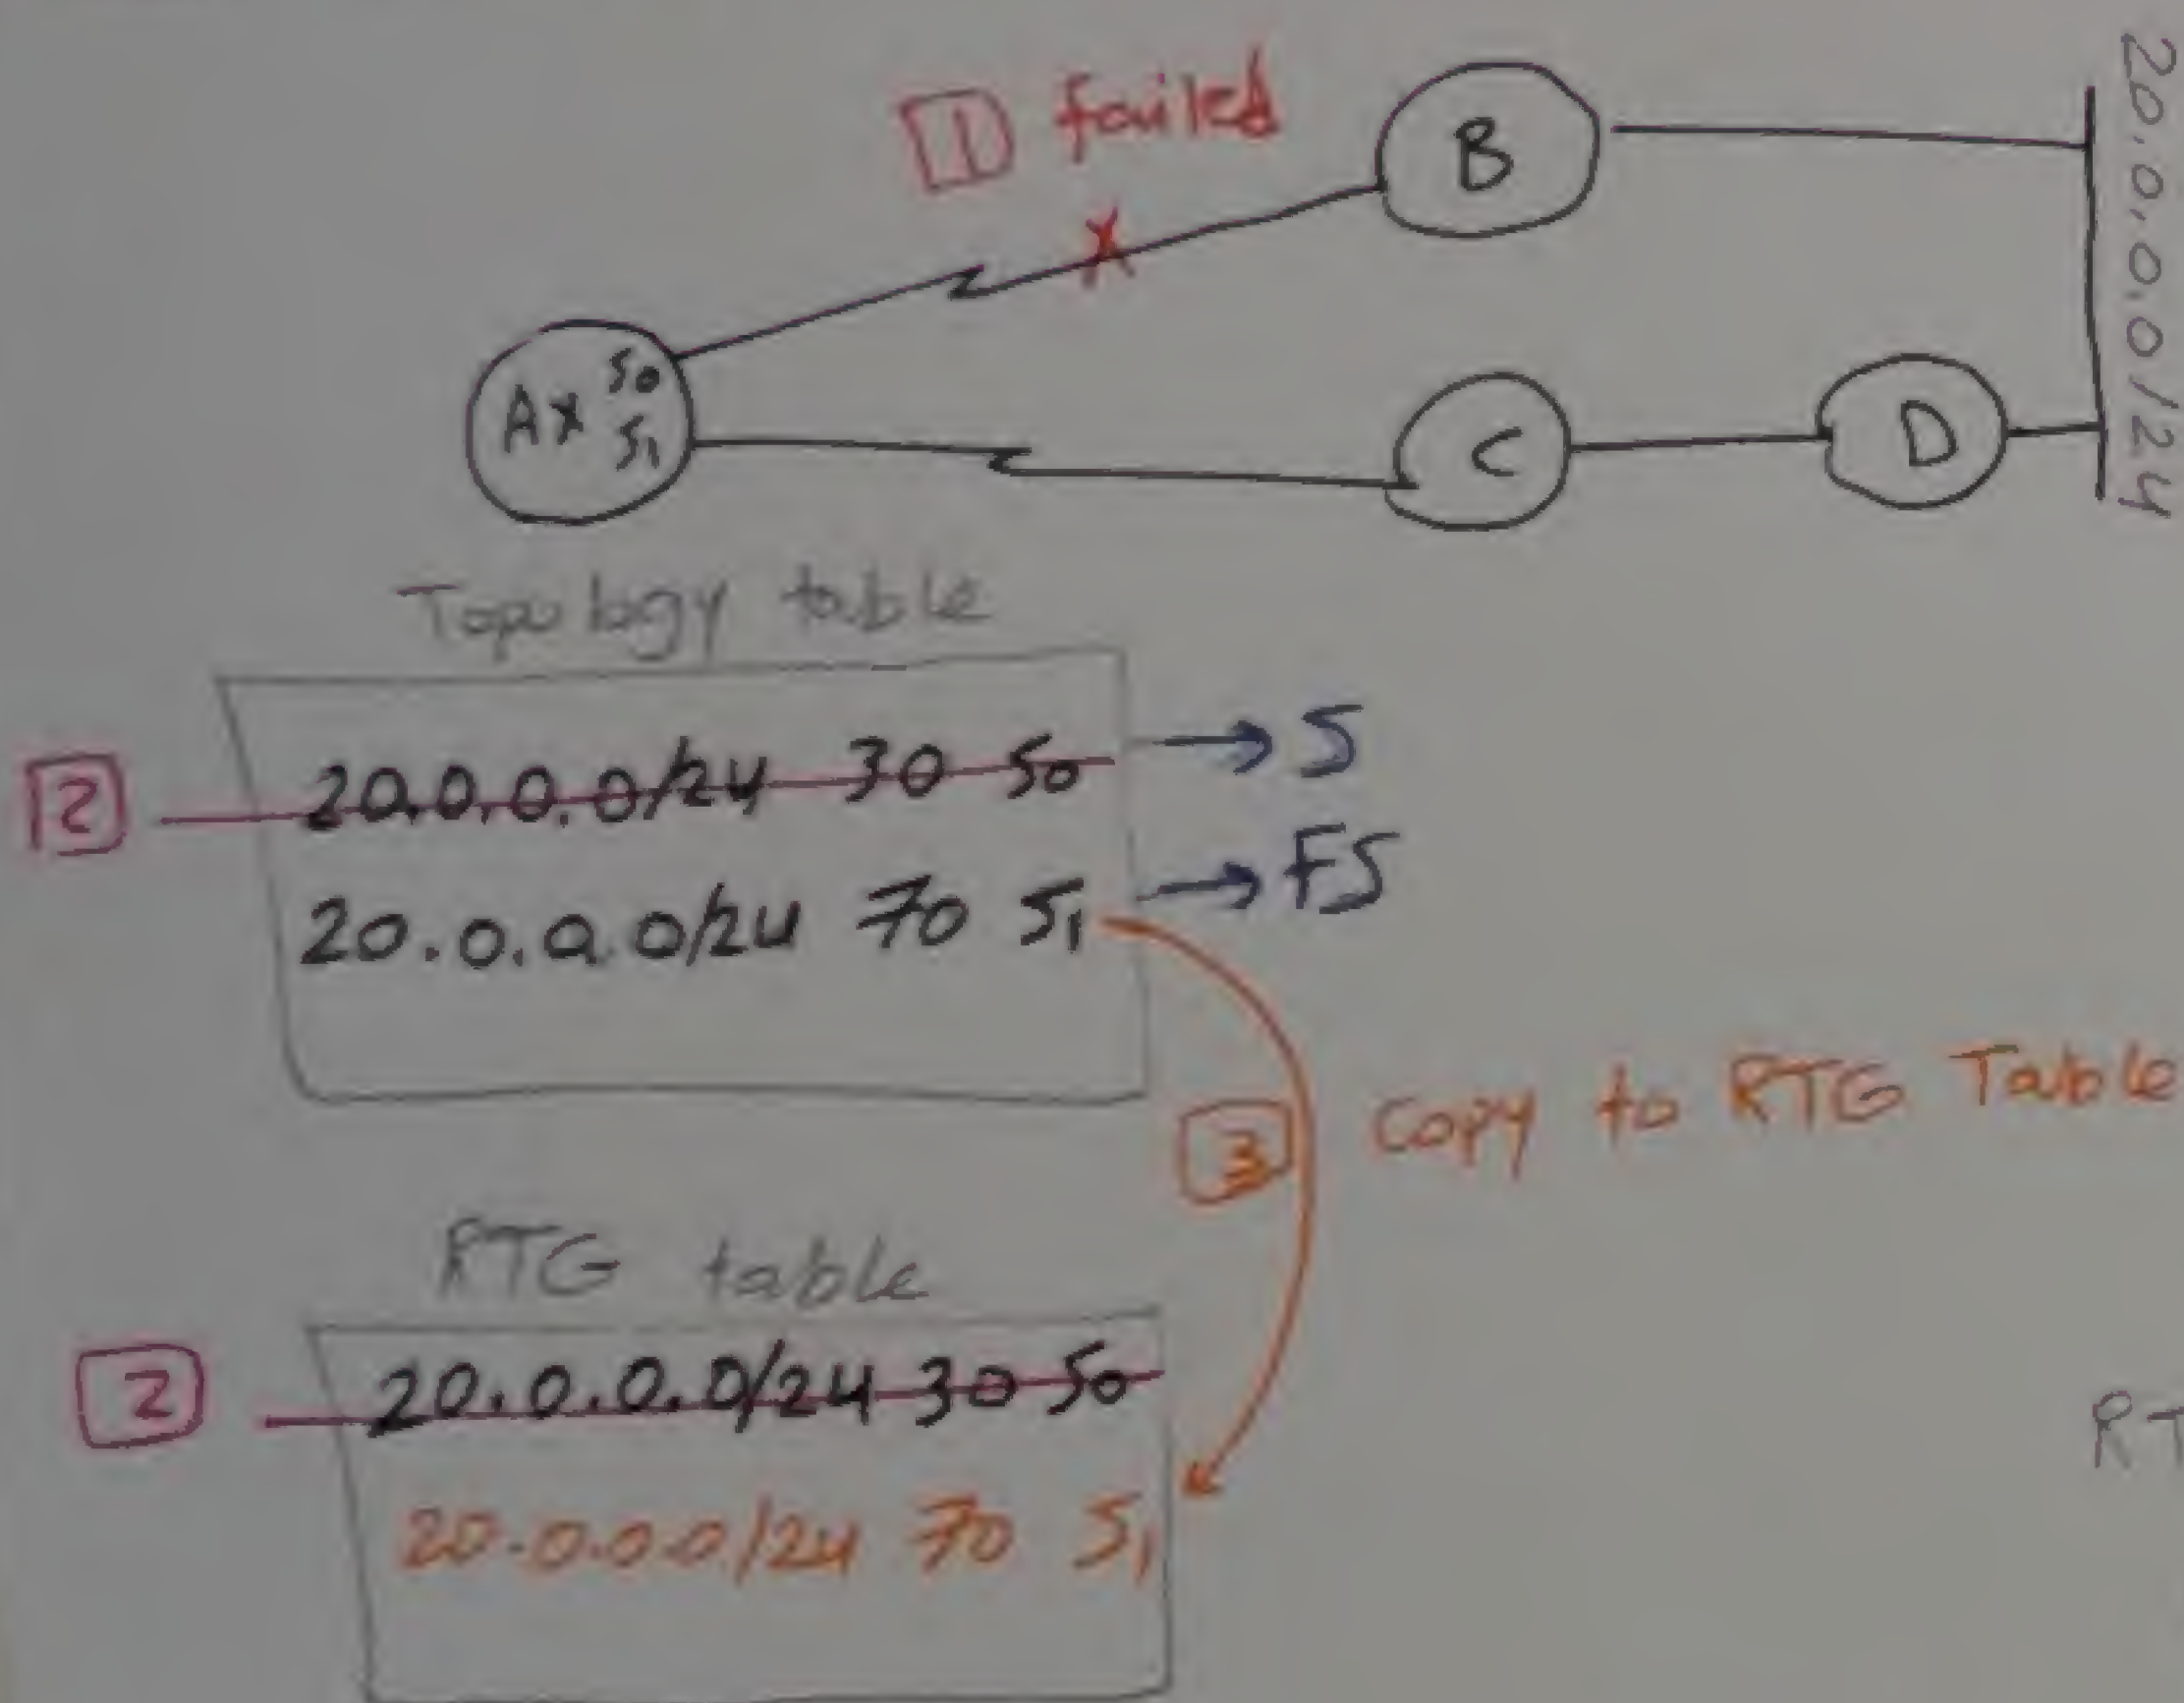 1 failed
B
20.0.0.0/24
Ax S0
S1
C
D
Topology table
2
20.0.0.0/24 30 S0
→ S
20.0.0.0/24 70 S1
→ FS
3 Copy to RTG Table
RTG table
2
20.0.0.0/24 30 S0
20.0.0.0/24 70 S1
RT